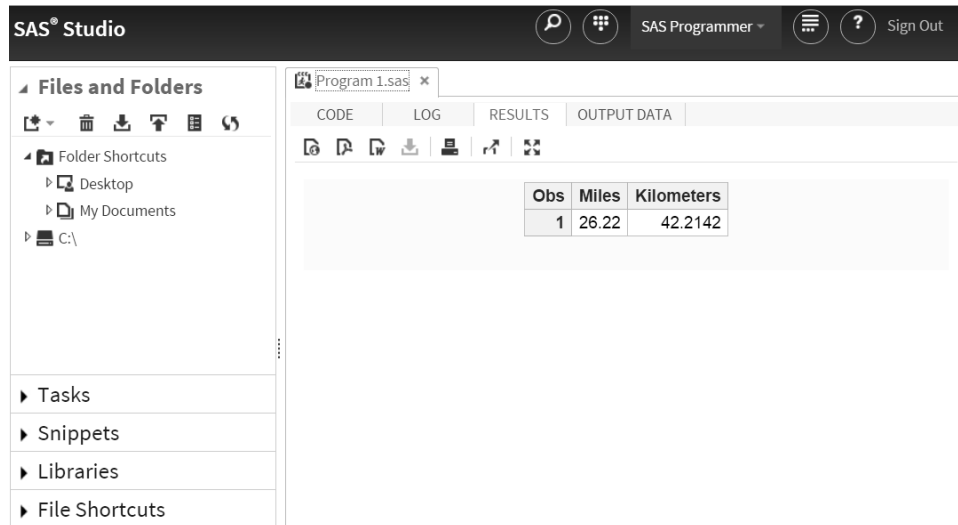 SAS® Studio
SAS Programmer
?
Sign Out
Files and Folders
Folder Shortcuts
Desktop
My Documents
C:\
Tasks
Snippets
Libraries
File Shortcuts
Program 1.sas ×
CODE LOG RESULTS OUTPUT DATA
Obs Miles Kilometers
1 26.22 42.2142